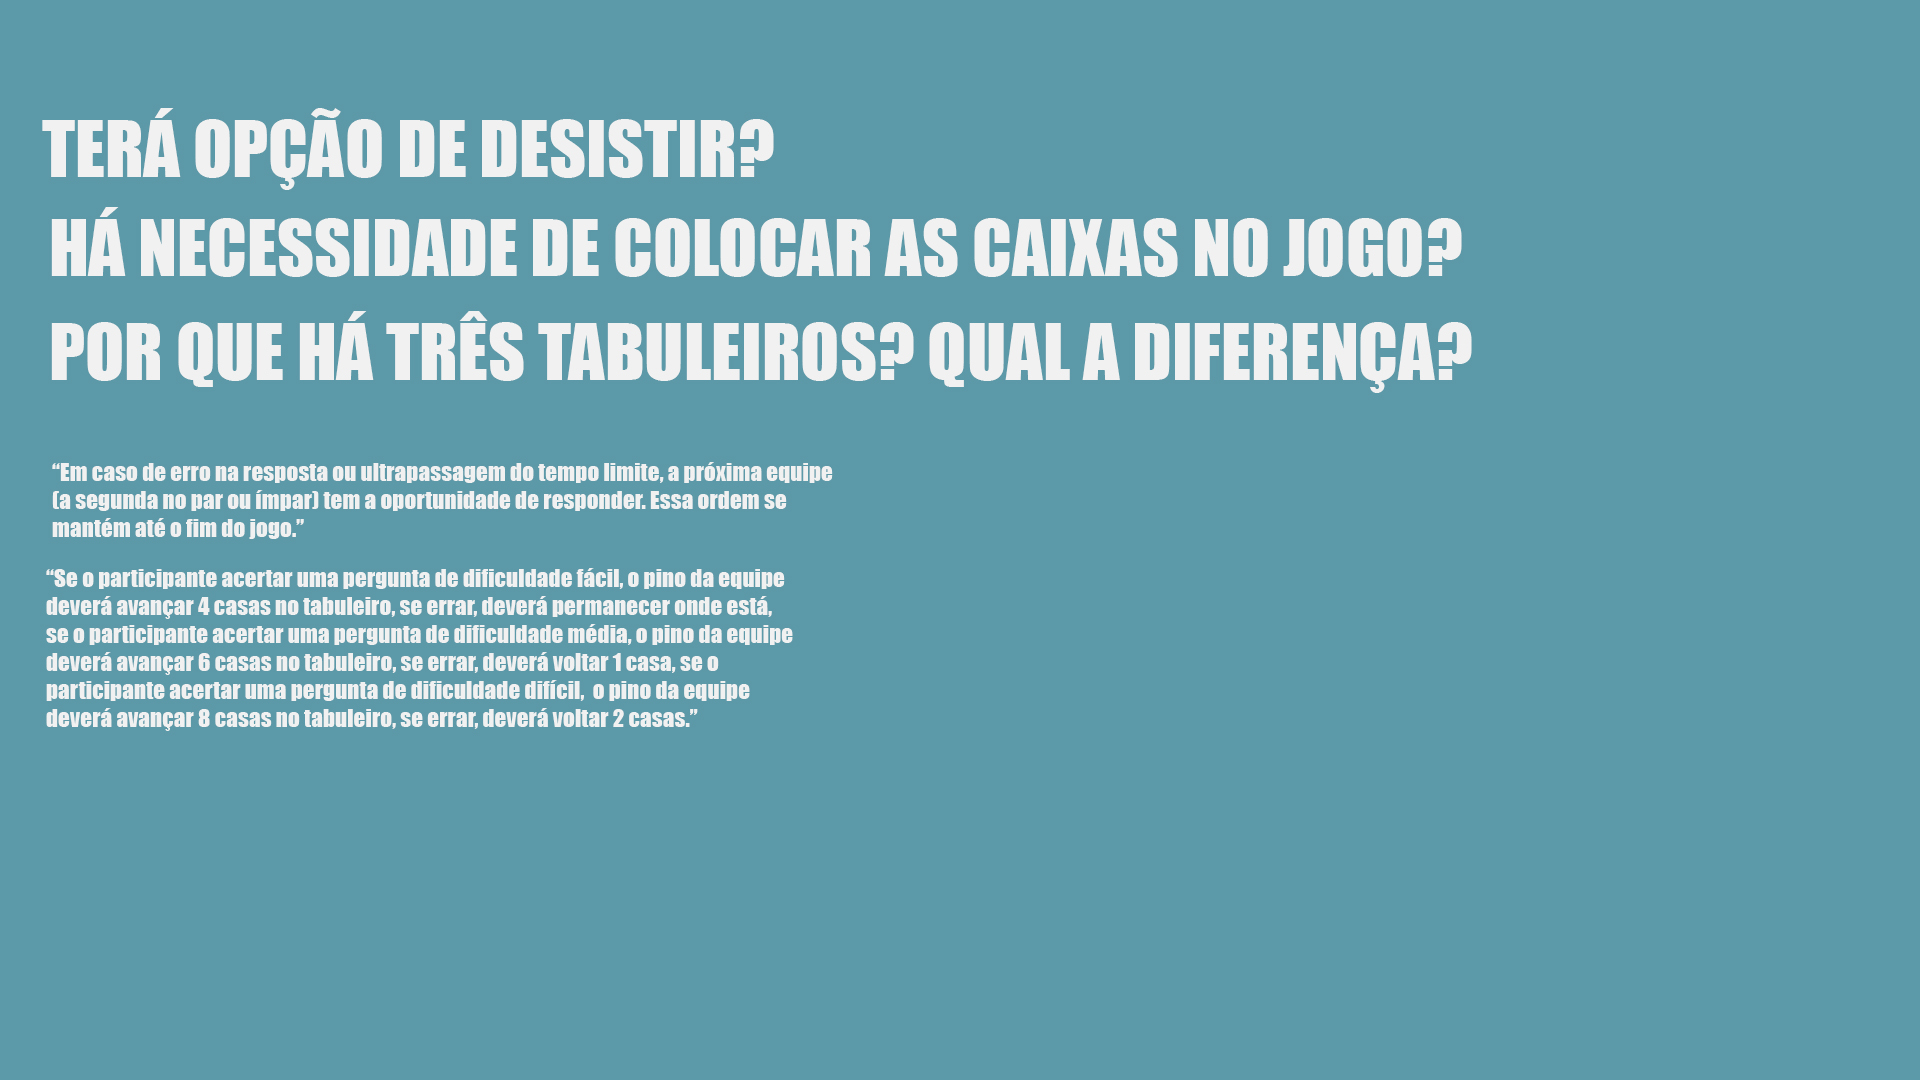 TERÁ OPÇÃO DE DESISTIR?
HÁ NECESSIDADE DE COLOCAR AS CAIXAS NO JOGO?
POR QUE HÁ TRÊS TABULEIROS? QUAL A DIFERENÇA?
“Em caso de erro na resposta ou ultrapassagem do tempo limite, a próxima equipe
(a segunda no par ou ímpar) tem a oportunidade de responder. Essa ordem se
mantém até o fim do jogo.”
“Se o participante acertar uma pergunta de dificuldade fácil, o pino da equipe
deverá avançar 4 casas no tabuleiro, se errar, deverá permanecer onde está,
se o participante acertar uma pergunta de dificuldade média, o pino da equipe
deverá avançar 6 casas no tabuleiro, se errar, deverá voltar 1 casa, se o
participante acertar uma pergunta de dificuldade difícil,  o pino da equipe
deverá avançar 8 casas no tabuleiro, se errar, deverá voltar 2 casas.”